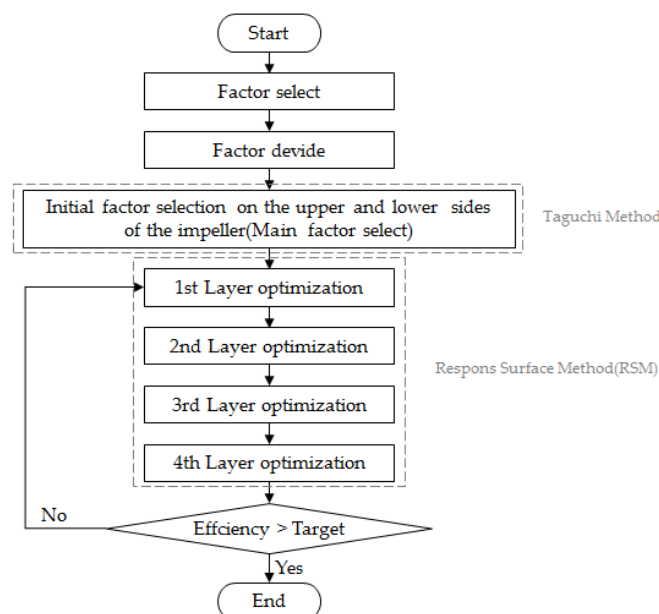 Start
Factor select
Factor devide
Initial factor selection on the upper and lower sides
of the impeller(Main factor select)
Taguchi Method
1st Layer optimization
2nd Layer optimization
Respons Surface Method(RSM)
3rd Layer optimization
4th Layer optimization
No
Effciency > Target
Yes
End